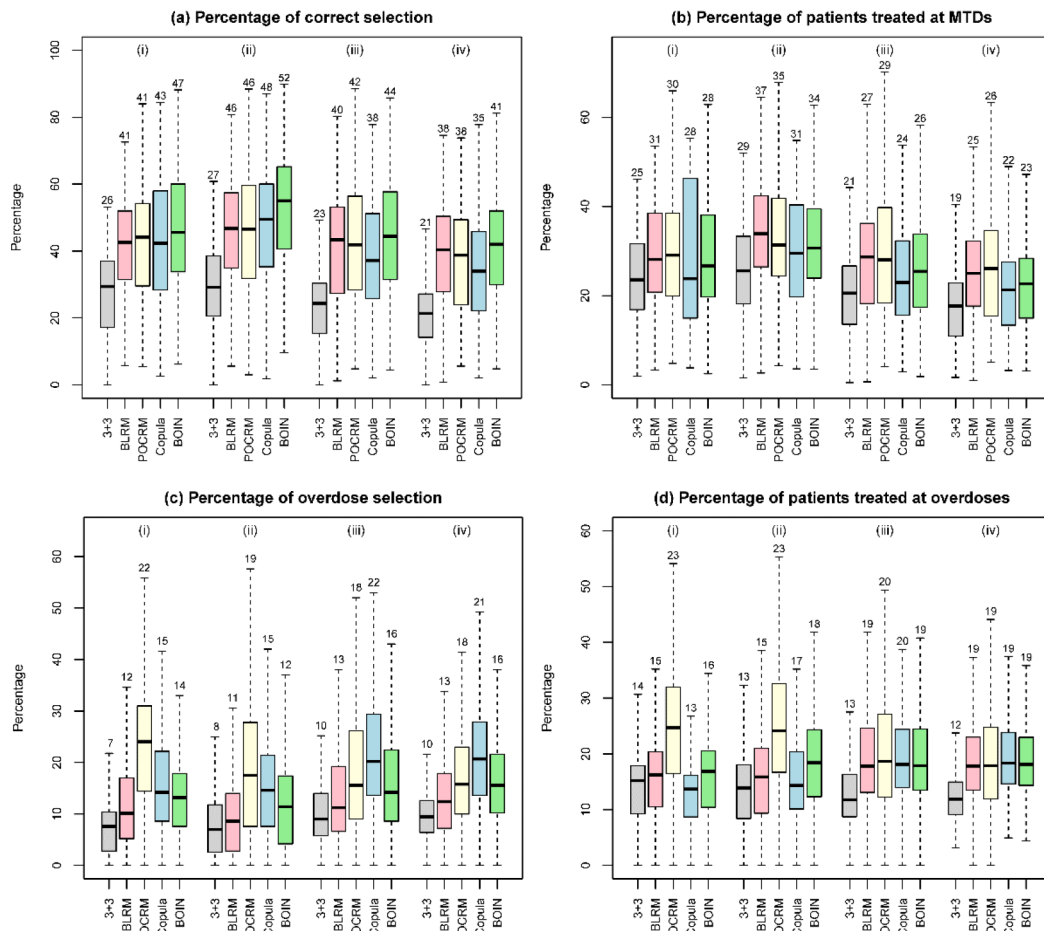 (a) Percentage of correct selection
(i) (ii) (iii) (iv)
Percentage
100
80
60
40
20
0
26 41 41 43 47
27 46 46 48 52
23 40 42 38 44
21 38 38 35 41
3+3 BLRM POCRM Copula BOIN
3+3 BLRM POCRM Copula BOIN
3+3 BLRM POCRM Copula BOIN
3+3 BLRM POCRM Copula BOIN
(b) Percentage of patients treated at MTDs
(i) (ii) (iii) (iv)
Percentage
60
40
20
0
25 31 30 28 28
29 37 35 31 34
21 27 29 24 26
19 25 26 22 23
3+3 BLRM POCRM Copula BOIN
3+3 BLRM POCRM Copula BOIN
3+3 BLRM POCRM Copula BOIN
3+3 BLRM POCRM Copula BOIN
(c) Percentage of overdose selection
(i) (ii) (iii) (iv)
Percentage
60
50
40
30
20
10
0
7 12 22 15 14
8 11 19 15 12
10 13 18 22 16
10 13 18 21 16
3+3 BLRM OCRM Copula BOIN
3+3 BLRM OCRM Copula BOIN
3+3 BLRM OCRM Copula BOIN
3+3 BLRM OCRM Copula BOIN
(d) Percentage of patients treated at overdoses
(i) (ii) (iii) (iv)
Percentage
60
50
40
30
20
10
0
14 15 23 13 16
13 15 23 17 18
13 19 20 20 19
12 19 19 19 19
3+3 BLRM OCRM Copula BOIN
3+3 BLRM OCRM Copula BOIN
3+3 BLRM OCRM Copula BOIN
3+3 BLRM OCRM Copula BOIN